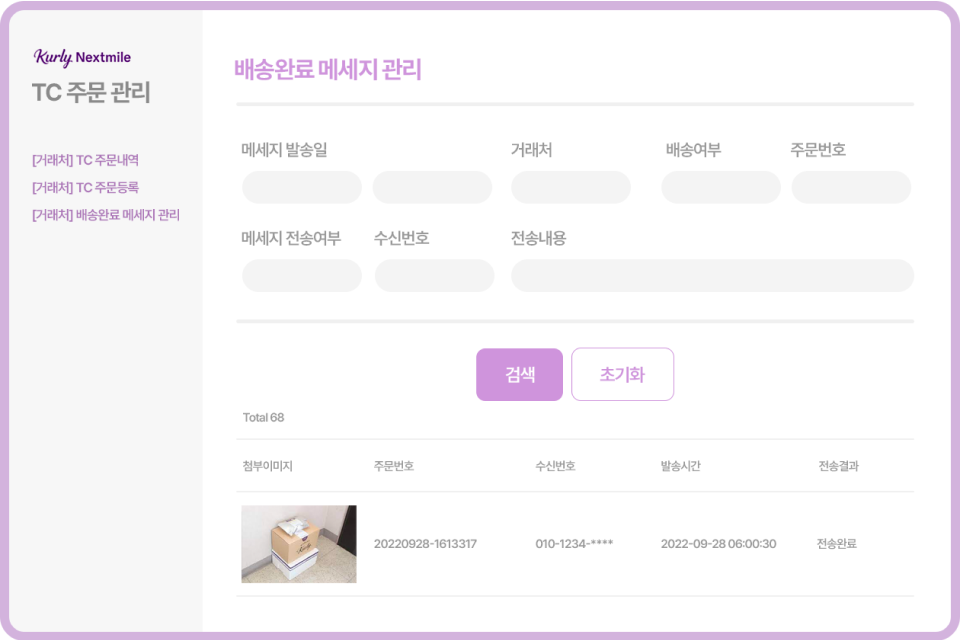 Kurly Nextmile
TC 주문 관리
[거래처] TC 주문내역
[거래처] TC 주문등록
[거래처] 배송완료 메세지 관리
배송완료 메세지 관리
메세지 발송일 거래처 배송여부 주문번호
메세지 전송여부 수신번호 전송내용
검색 초기화
Total 68
첨부이미지 주문번호 수신번호 발송시간 전송결과
20220928-1613317 010-1234-**** 2022-09-28 06:00:30 전송완료